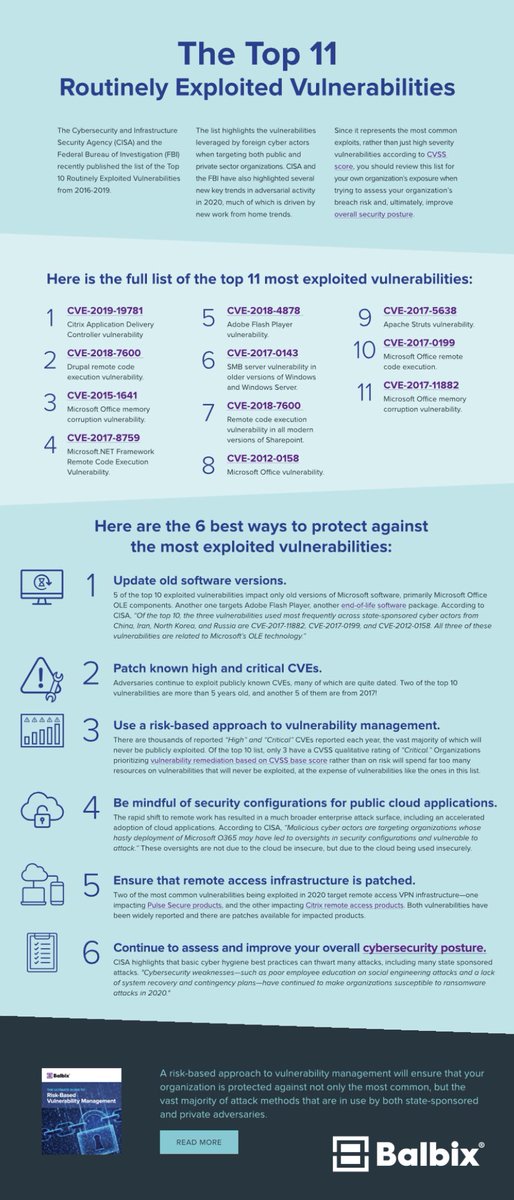 The Top 11
Routinely Exploited Vulnerabilities
The Cybersecurity and Infrastructure
Security Agency (CISA) and the
Federal Bureau of Investigation (FBI)
recently published the list of the Top
10 Routinely Exploited Vulnerabilities
from 2016-2019.
The list highlights the vulnerabilities
leveraged by foreign cyber actors
when targeting both public and
private sector organizations. CISA and
the FBI have also highlighted several
new key trends in adversarial activity
in 2020, much of which is driven by
new work from home trends.
Since it represents the most common
exploits, rather than just high severity
vulnerabilities according to CVSS
score, you should review this list for
your own organization's exposure when
trying to assess your organization's
breach risk and, ultimately, improve
overall security posture.
Here is the full list of the top 11 most exploited vulnerabilities:
1 CVE-2019-19781
Citrix Application Delivery
Controller vulnerability
2 CVE-2018-7600
Drupal remote code
execution vulnerability.
3 CVE-2015-1641
Microsoft Office memory
corruption vulnerability.
4 CVE-2017-8759
Microsoft.NET Framework
Remote Code Execution
Vulnerability.
5 CVE-2018-4878
Adobe Flash Player
vulnerability.
6 CVE-2017-0143
SMB server vulnerability in
older versions of Windows
and Windows Server.
7 CVE-2018-7600
Remote code execution
vulnerability in all modern
versions of Sharepoint.
8 CVE-2012-0158
Microsoft Office vulnerability.
9 CVE-2017-5638
Apache Struts vulnerability.
10 CVE-2017-0199
Microsoft Office remote
code execution.
11 CVE-2017-11882
Microsoft Office memory
corruption vulnerability.
Here are the 6 best ways to protect against
the most exploited vulnerabilities:
1 Update old software versions.
5 of the top 10 exploited vulnerabilities impact only old versions of Microsoft software, primarily Microsoft Office
OLE components. Another one targets Adobe Flash Player, another end-of-life software package. According to
CISA. "Of the top 10, the three vulnerabilities used most frequently across state-sponsored cyber actors from
China, Iran, North Korea, and Russia are CVE-2017-11882, CVE-2017-0199, and CVE-2012-0158. All three of these
vulnerabilities are related to Microsoft's OLE technology."
2 Patch known high and critical CVEs.
Adversaries continue to exploit publicly known CVEs, many of which are quite dated. Two of the top 10
vulnerabilities are more than 5 years old, and another 5 of them are from 2017!
3 Use a risk-based approach to vulnerability management.
There are thousands of reported "High" and "Critical" CVEs reported each year, the vast majority of which will
never be publicly exploited. Of the top 10 list, only 3 have a CVSS qualitative rating of "Critical." Organizations
prioritizing vulnerability remediation based on CVSS base score rather than on risk will spend far too many
resources on vulnerabilities that will never be exploited, at the expense of vulnerabilities like the ones in this list.
4 Be mindful of security configurations for public cloud applications.
The rapid shift to remote work has resulted in a much broader enterprise attack surface, including an accelerated
adoption of cloud applications. According to CISA, "Malicious cyber actors are targeting organizations whose
hasty deployment of Microsoft O365 may have led to oversights in security configurations and vulnerable to
attack." These oversights are not due to the cloud be insecure, but due to the cloud being used insecurely.
5 Ensure that remote access infrastructure is patched.
Two of the most common vulnerabilities being exploited in 2020 target remote access VPN infrastructure—one
impacting Pulse Secure products, and the other impacting Citrix remote access products. Both vulnerabilities have
been widely reported and there are patches available for impacted products.
6 Continue to assess and improve your overall cybersecurity posture.
CISA highlights that basic cyber hygiene best practices can thwart many attacks, including many state sponsored
attacks. "Cybersecurity weaknesses—such as poor employee education on social engineering attacks and a lack
of system recovery and contingency plans—have continued to make organizations susceptible to ransomware
attacks in 2020."
Balbix
THE ULTIMATE GUIDE TO
Risk-Based
Vulnerability Management
A risk-based approach to vulnerability management will ensure that your
organization is protected against not only the most common, but the
vast majority of attack methods that are in use by both state-sponsored
and private adversaries.
READ MORE
Balbix®